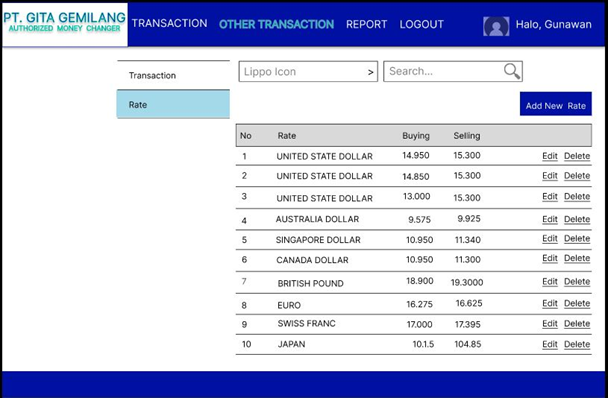 PT. GITA GEMILANG
AUTHORIZED MONEY CHANGER
TRANSACTION OTHER TRANSACTION REPORT LOGOUT Halo, Gunawan
Transaction
Rate
Lippo Icon > Search...
Add New Rate
No Rate Buying Selling
1 UNITED STATE DOLLAR 14.950 15.300 Edit Delete
2 UNITED STATE DOLLAR 14.850 15.300 Edit Delete
3 UNITED STATE DOLLAR 13.000 15.300 Edit Delete
4 AUSTRALIA DOLLAR 9.575 9.925 Edit Delete
5 SINGAPORE DOLLAR 10.950 11.340 Edit Delete
6 CANADA DOLLAR 10.950 11.300 Edit Delete
7 BRITISH POUND 18.900 19.3000 Edit Delete
8 EURO 16.275 16.625 Edit Delete
9 SWISS FRANC 17.000 17.395 Edit Delete
10 JAPAN 10.1.5 104.85 Edit Delete